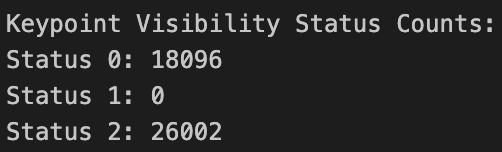 Keypoint Visibility Status Counts:
Status 0: 18096
Status 1: 0
Status 2: 26002